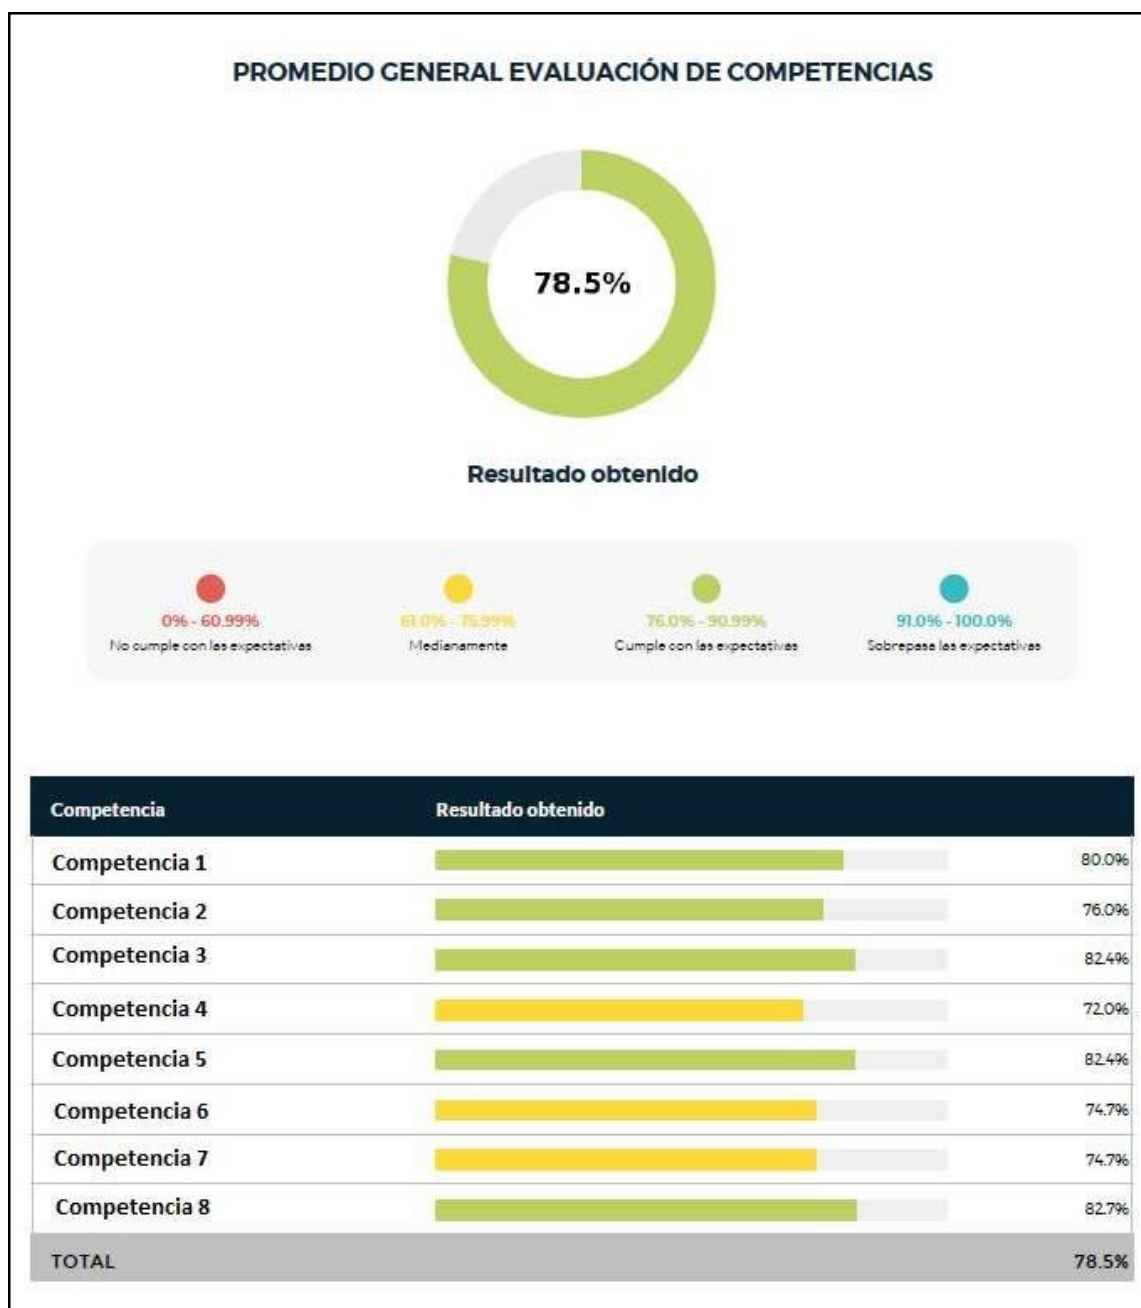 PROMEDIO GENERAL EVALUACIÓN DE COMPETENCIAS
78.5%
Resultado obtenido
0% - 60.99%
No cumple con las expectativas
61.0% - 75.99%
Medianamente
76.0% - 90.99%
Cumple con las expectativas
91.0% - 100.0%
Sobrepasa las expectativas
Competencia Resultado obtenido
Competencia 1 80.0%
Competencia 2 76.0%
Competencia 3 82.4%
Competencia 4 72.0%
Competencia 5 82.4%
Competencia 6 74.7%
Competencia 7 74.7%
Competencia 8 82.7%
TOTAL 78.5%